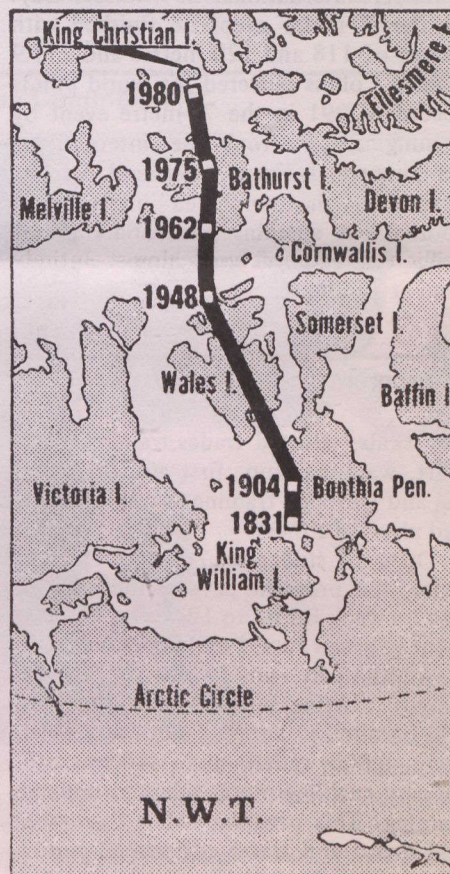 King Christian I.
Ellesmere I.
1980
1975
Bathurst I.
Melville I.
Devon I.
1962
Cornwallis I.
1948
Somerset I.
Wales I.
Baffin I
1904
Boothia Pen.
Victoria I.
1831
King
William I.
Arctic Circle
N.W.T.